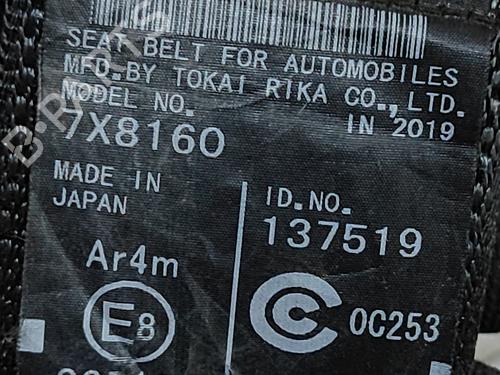 SEAT BELT FOR AUTOMOBILES
MFD. BY TOKAI RIKA CO., LTD.
MODEL NO. IN 2019
7X8160
MADE IN JAPAN
ID.NO.
137519
Ar4m
E8
C 0C253
B-PARTS